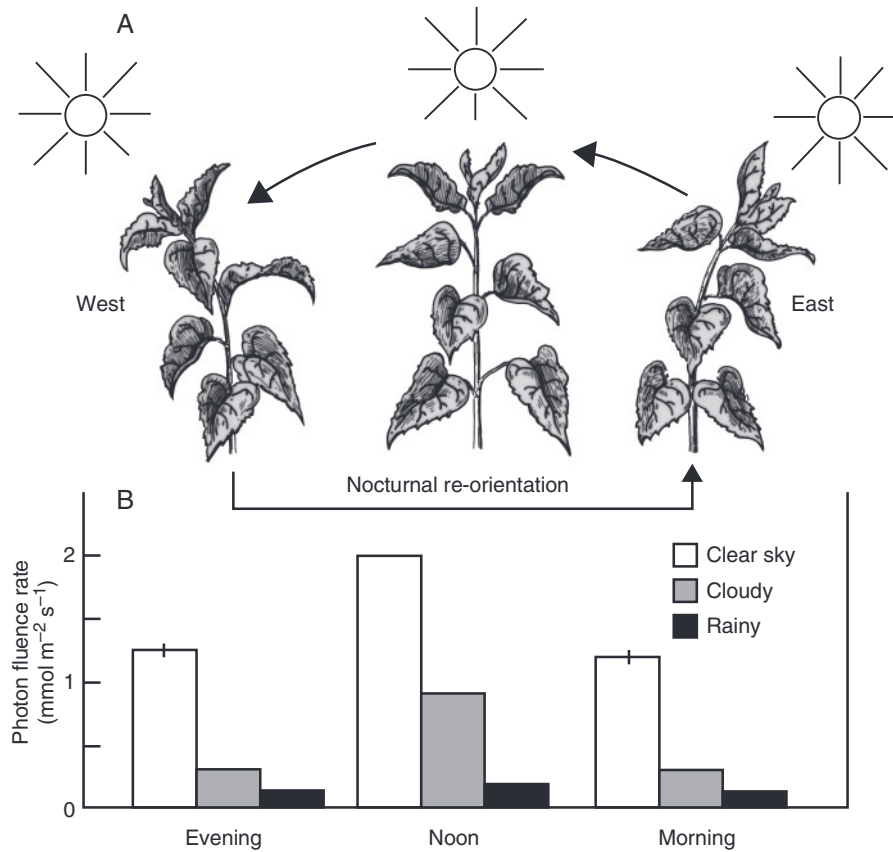 A
West
East
Nocturnal re-orientation
B
Photon fluence rate
(mmol m⁻² s⁻¹)
2
1
0
Clear sky
Cloudy
Rainy
Evening
Noon
Morning